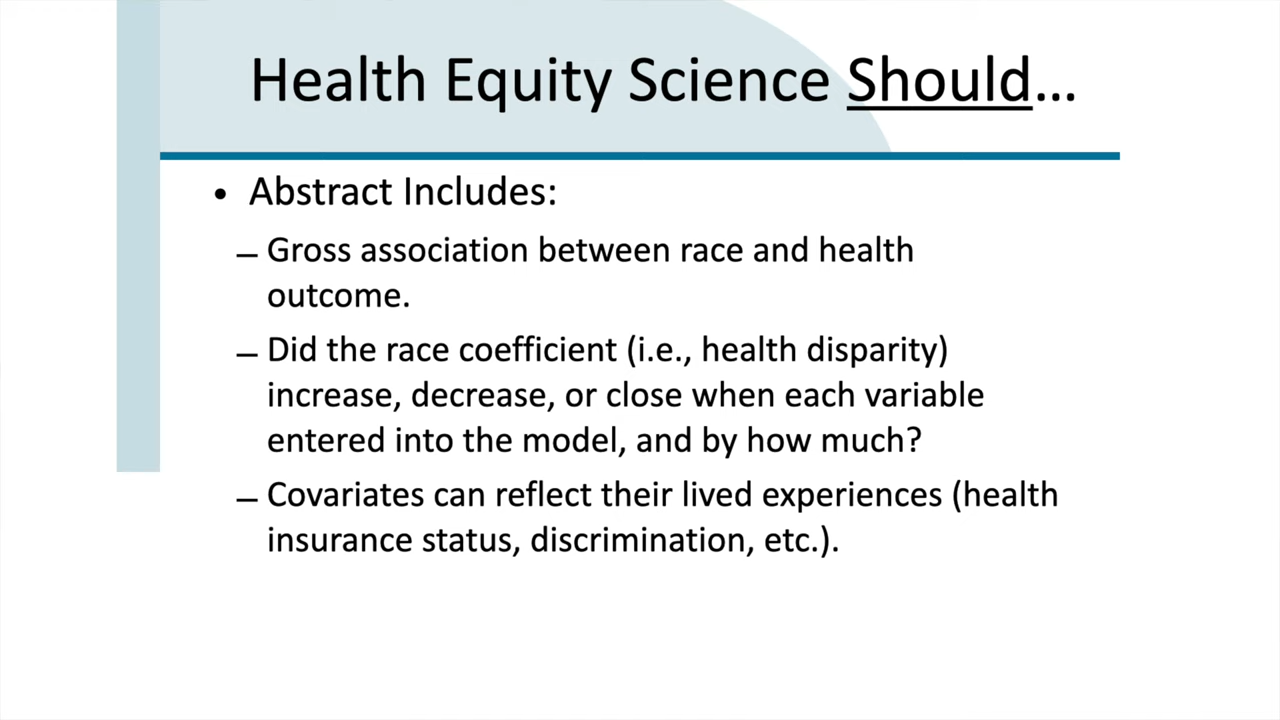 Health Equity Science Should...
• Abstract Includes:
– Gross association between race and health
outcome.
– Did the race coefficient (i.e., health disparity)
increase, decrease, or close when each variable
entered into the model, and by how much?
– Covariates can reflect their lived experiences (health
insurance status, discrimination, etc.).